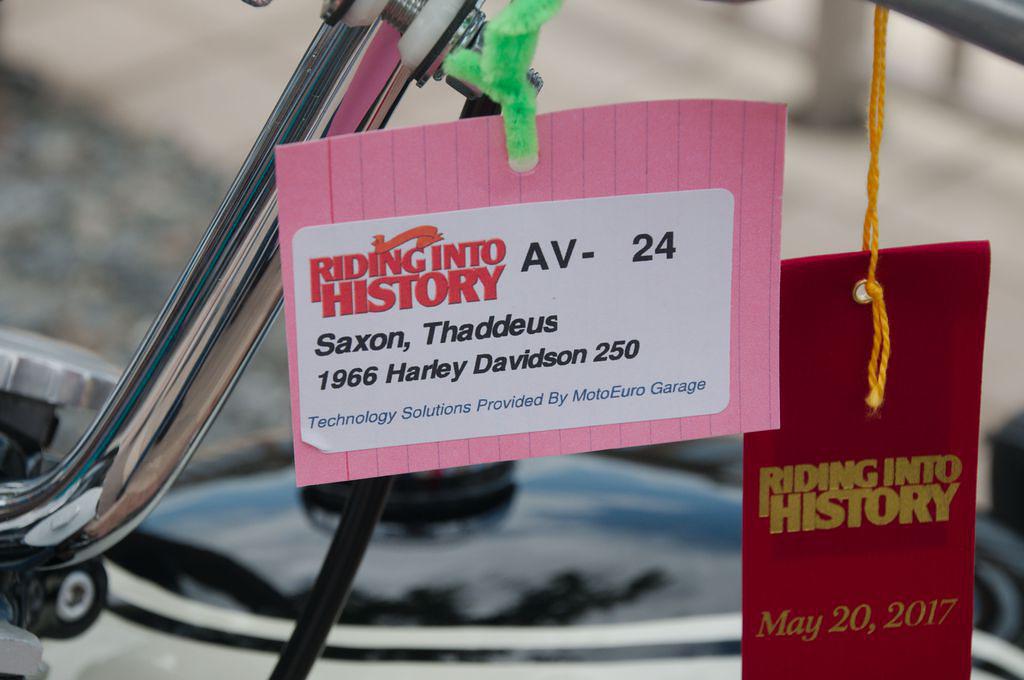 RIDING INTO
HISTORY
AV- 24
Saxon, Thaddeus
1966 Harley Davidson 250
Technology Solutions Provided By MotoEuro Garage
RIDING INTO
HISTORY
May 20, 2017